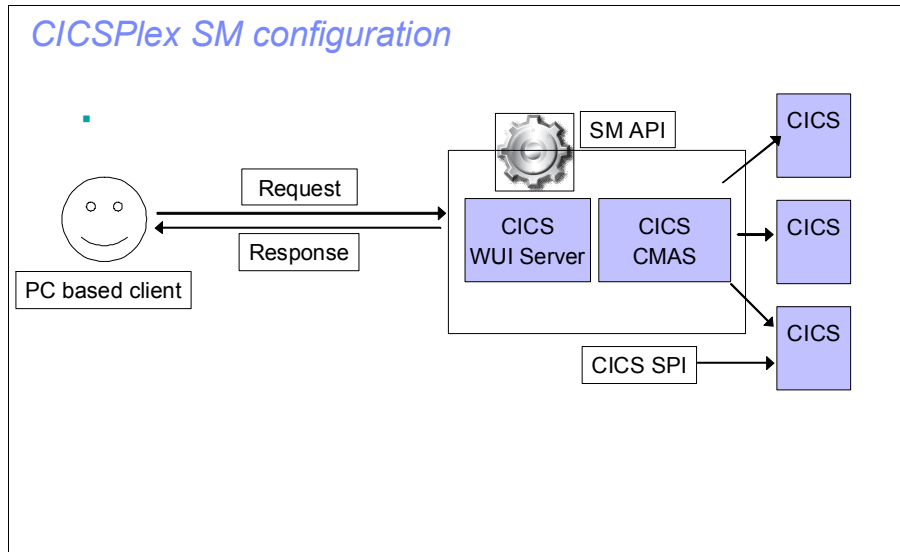 CICSPlex SM configuration
SM API
CICS
Request
CICS
WUI Server
CICS
CMAS
CICS
Response
PC based client
CICS
CICS SPI